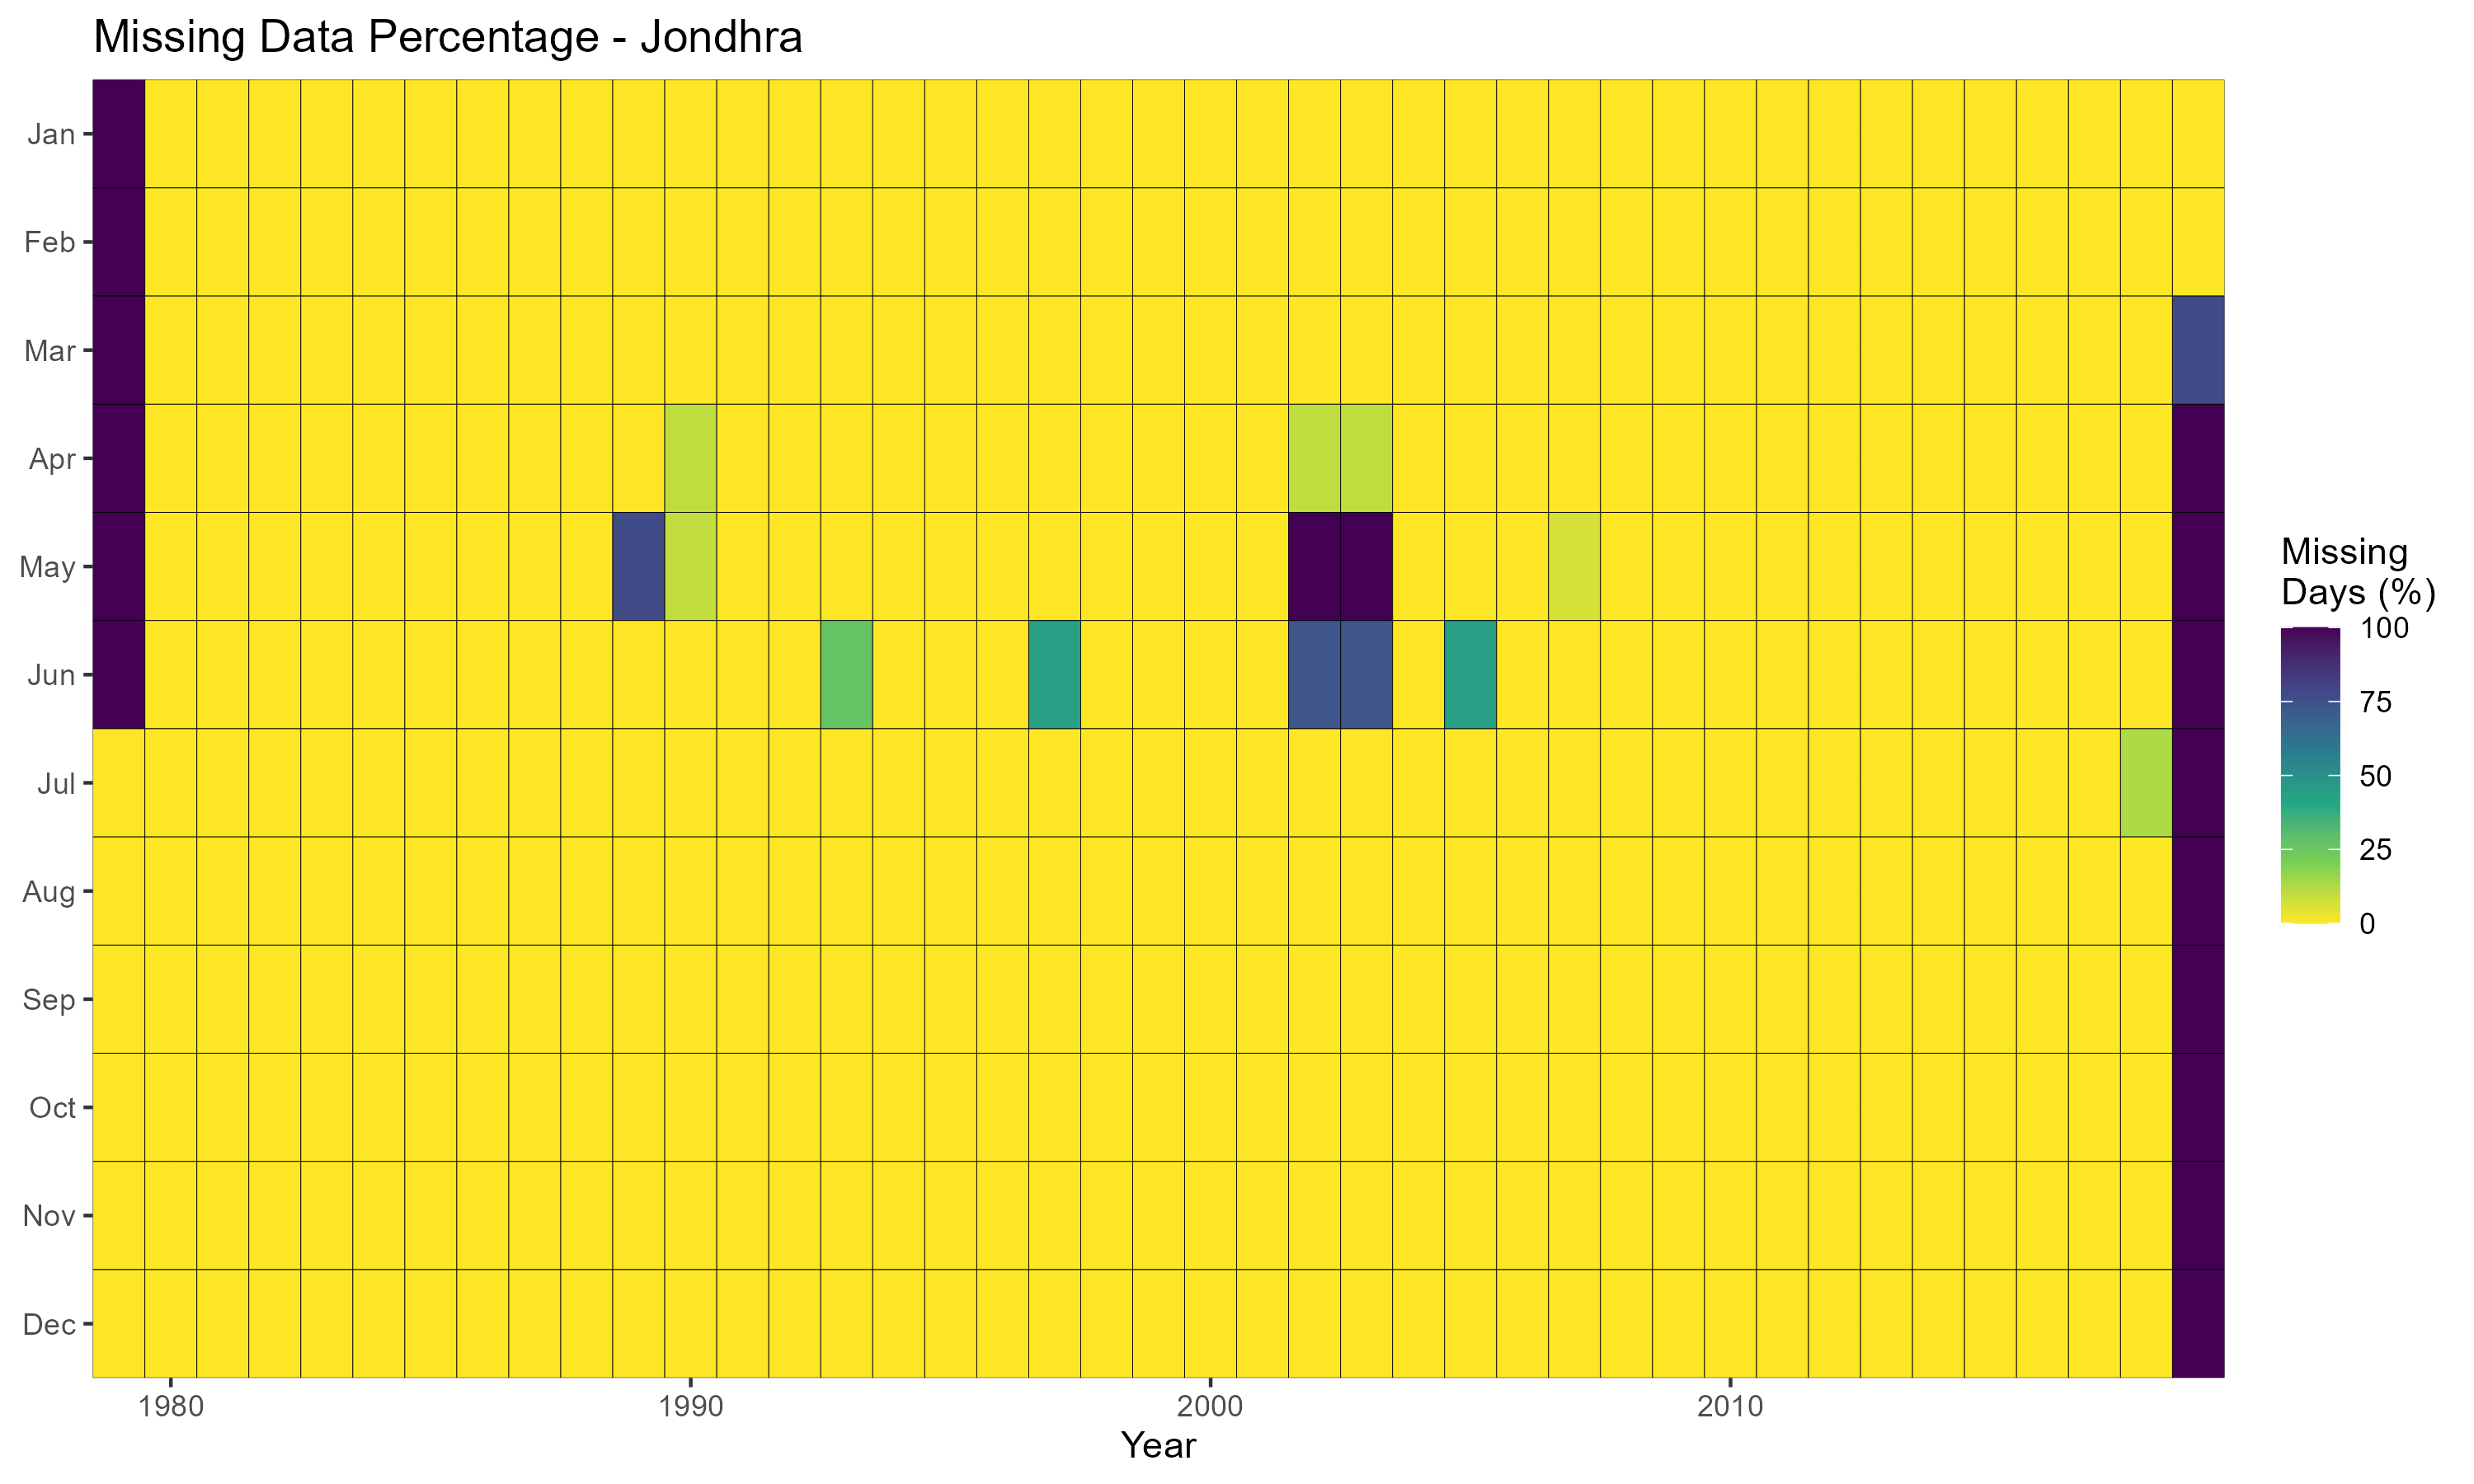 Missing Data Percentage - Jondhra
Jan
Feb
Mar
Apr
May
Jun
Jul
Aug
Sep
Oct
Nov
Dec
1980 1990 2000 2010
Year
Missing
Days (%)
100
75
50
25
0